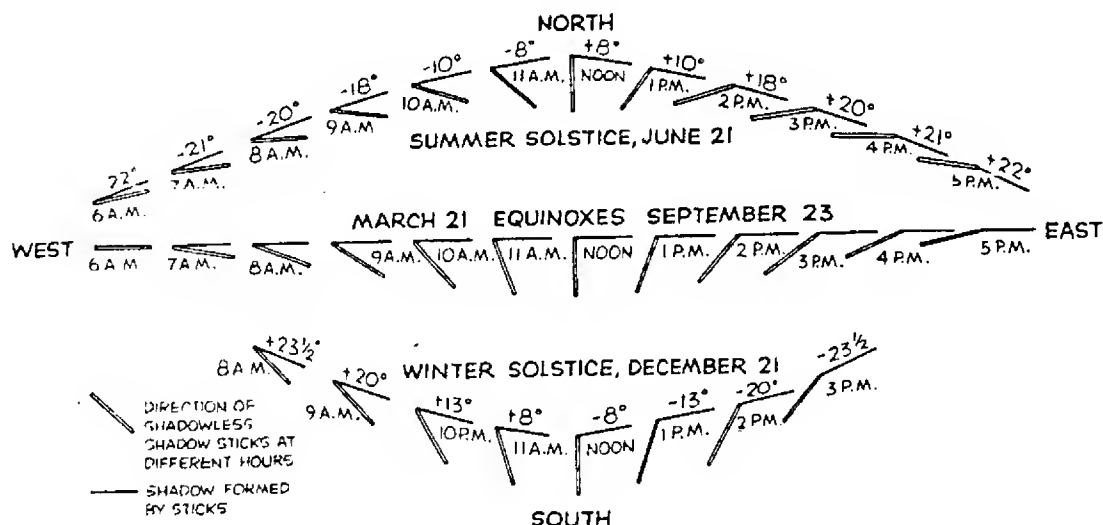 NORTH
-8° +8°
-10° 11 A.M. NOON +10°
-18° 10 A.M. 1 P.M. +18°
-20° 9 A.M 2 P.M. +20°
SUMMER SOLSTICE, JUNE 21
-21° 8 A.M. 3 P.M. +21°
22° 7 A.M. 4 P.M. +22°
6 A.M. 5 P.M.
MARCH 21 EQUINOXES SEPTEMBER 23
WEST EAST
6 A.M 7 A.M. 8 A.M. 9 A.M. 10 A.M. 11 A.M. NOON 1 P.M. 2 P.M. 3 P.M. 4 P.M. 5 P.M.
+23½° WINTER SOLSTICE, DECEMBER 21 -23½
8 A.M. +20° -20° 3 P.M.
9 A.M. +13° +8° -8° -13° 2 P.M.
10 P.M. 11 A.M. NOON 1 P.M.
DIRECTION OF
SHADOWLESS
SHADOW STICKS AT
DIFFERENT HOURS
SHADOW FORMED
BY STICKS
SOUTH